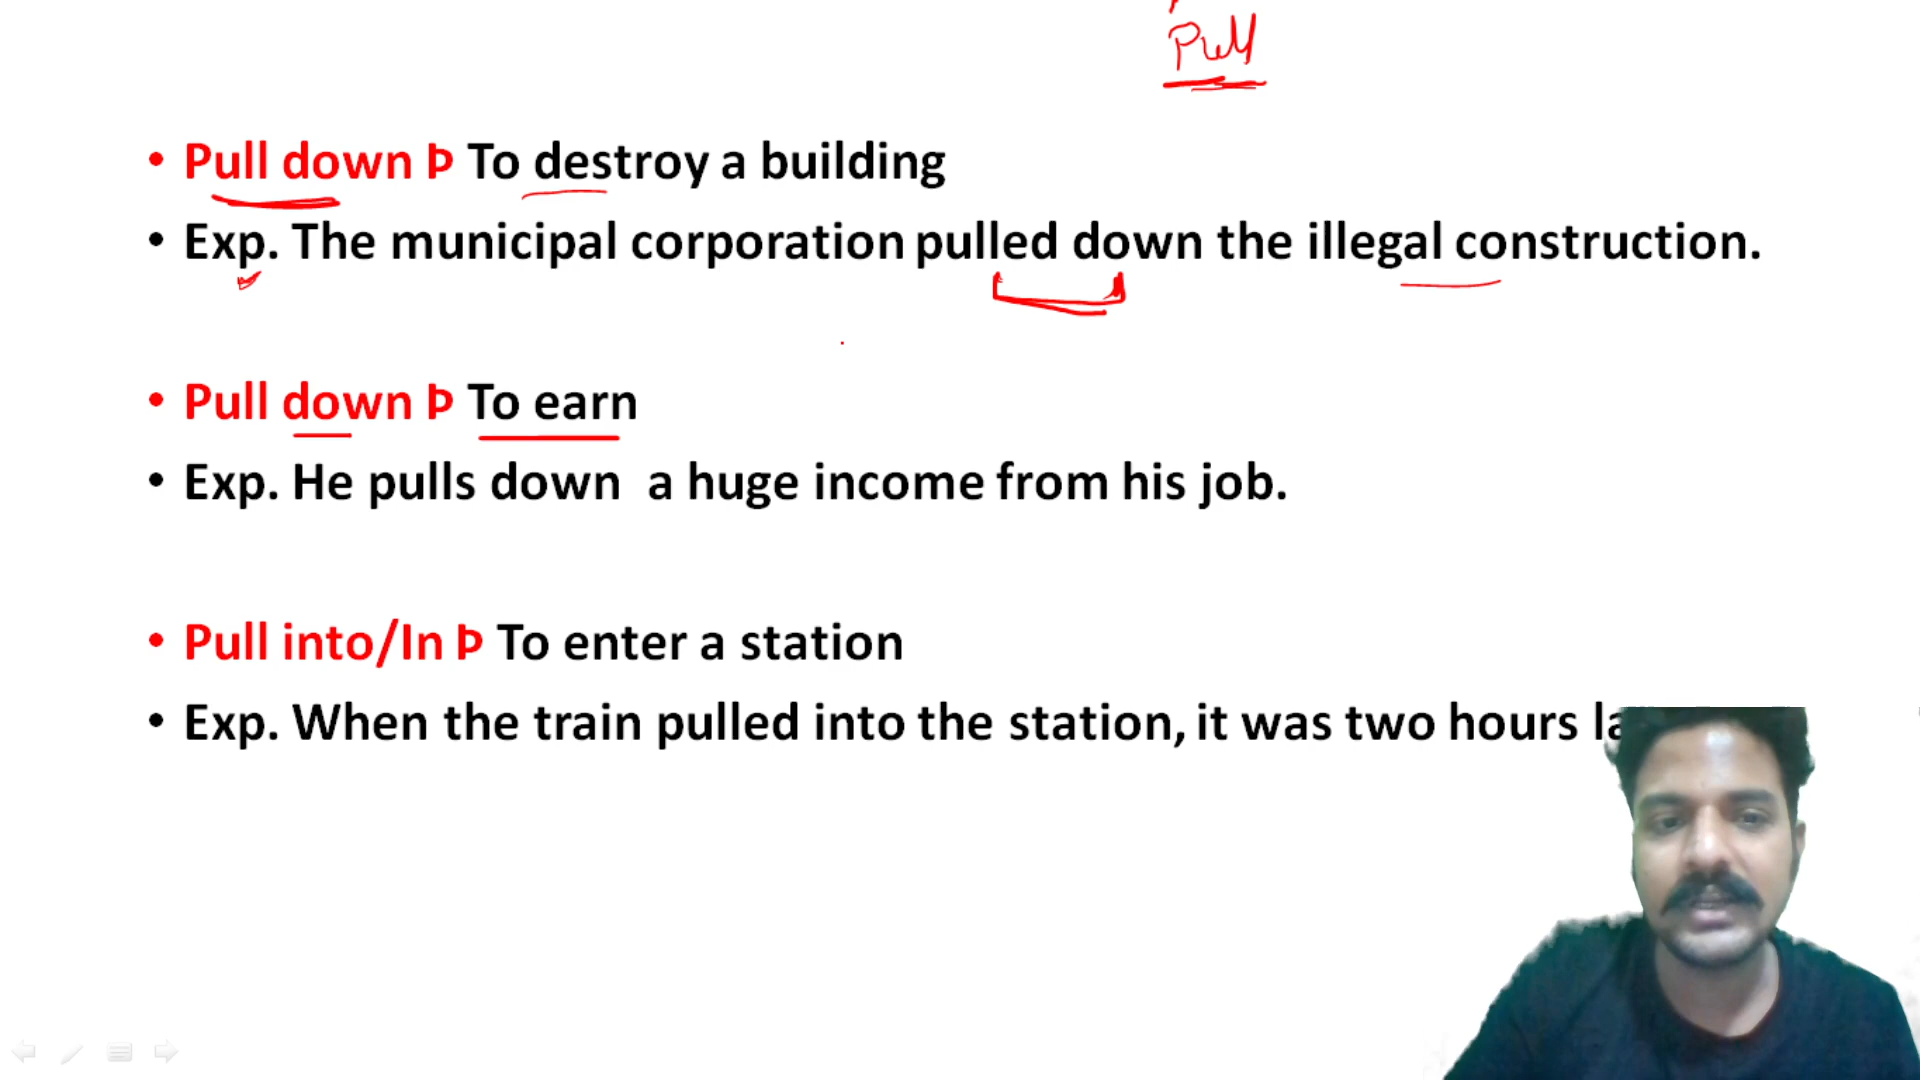 Pull
• Pull down Þ To destroy a building
• Exp. The municipal corporation pulled down the illegal construction.
• Pull down Þ To earn
• Exp. He pulls down a huge income from his job.
• Pull into/In Þ To enter a station
• Exp. When the train pulled into the station, it was two hours